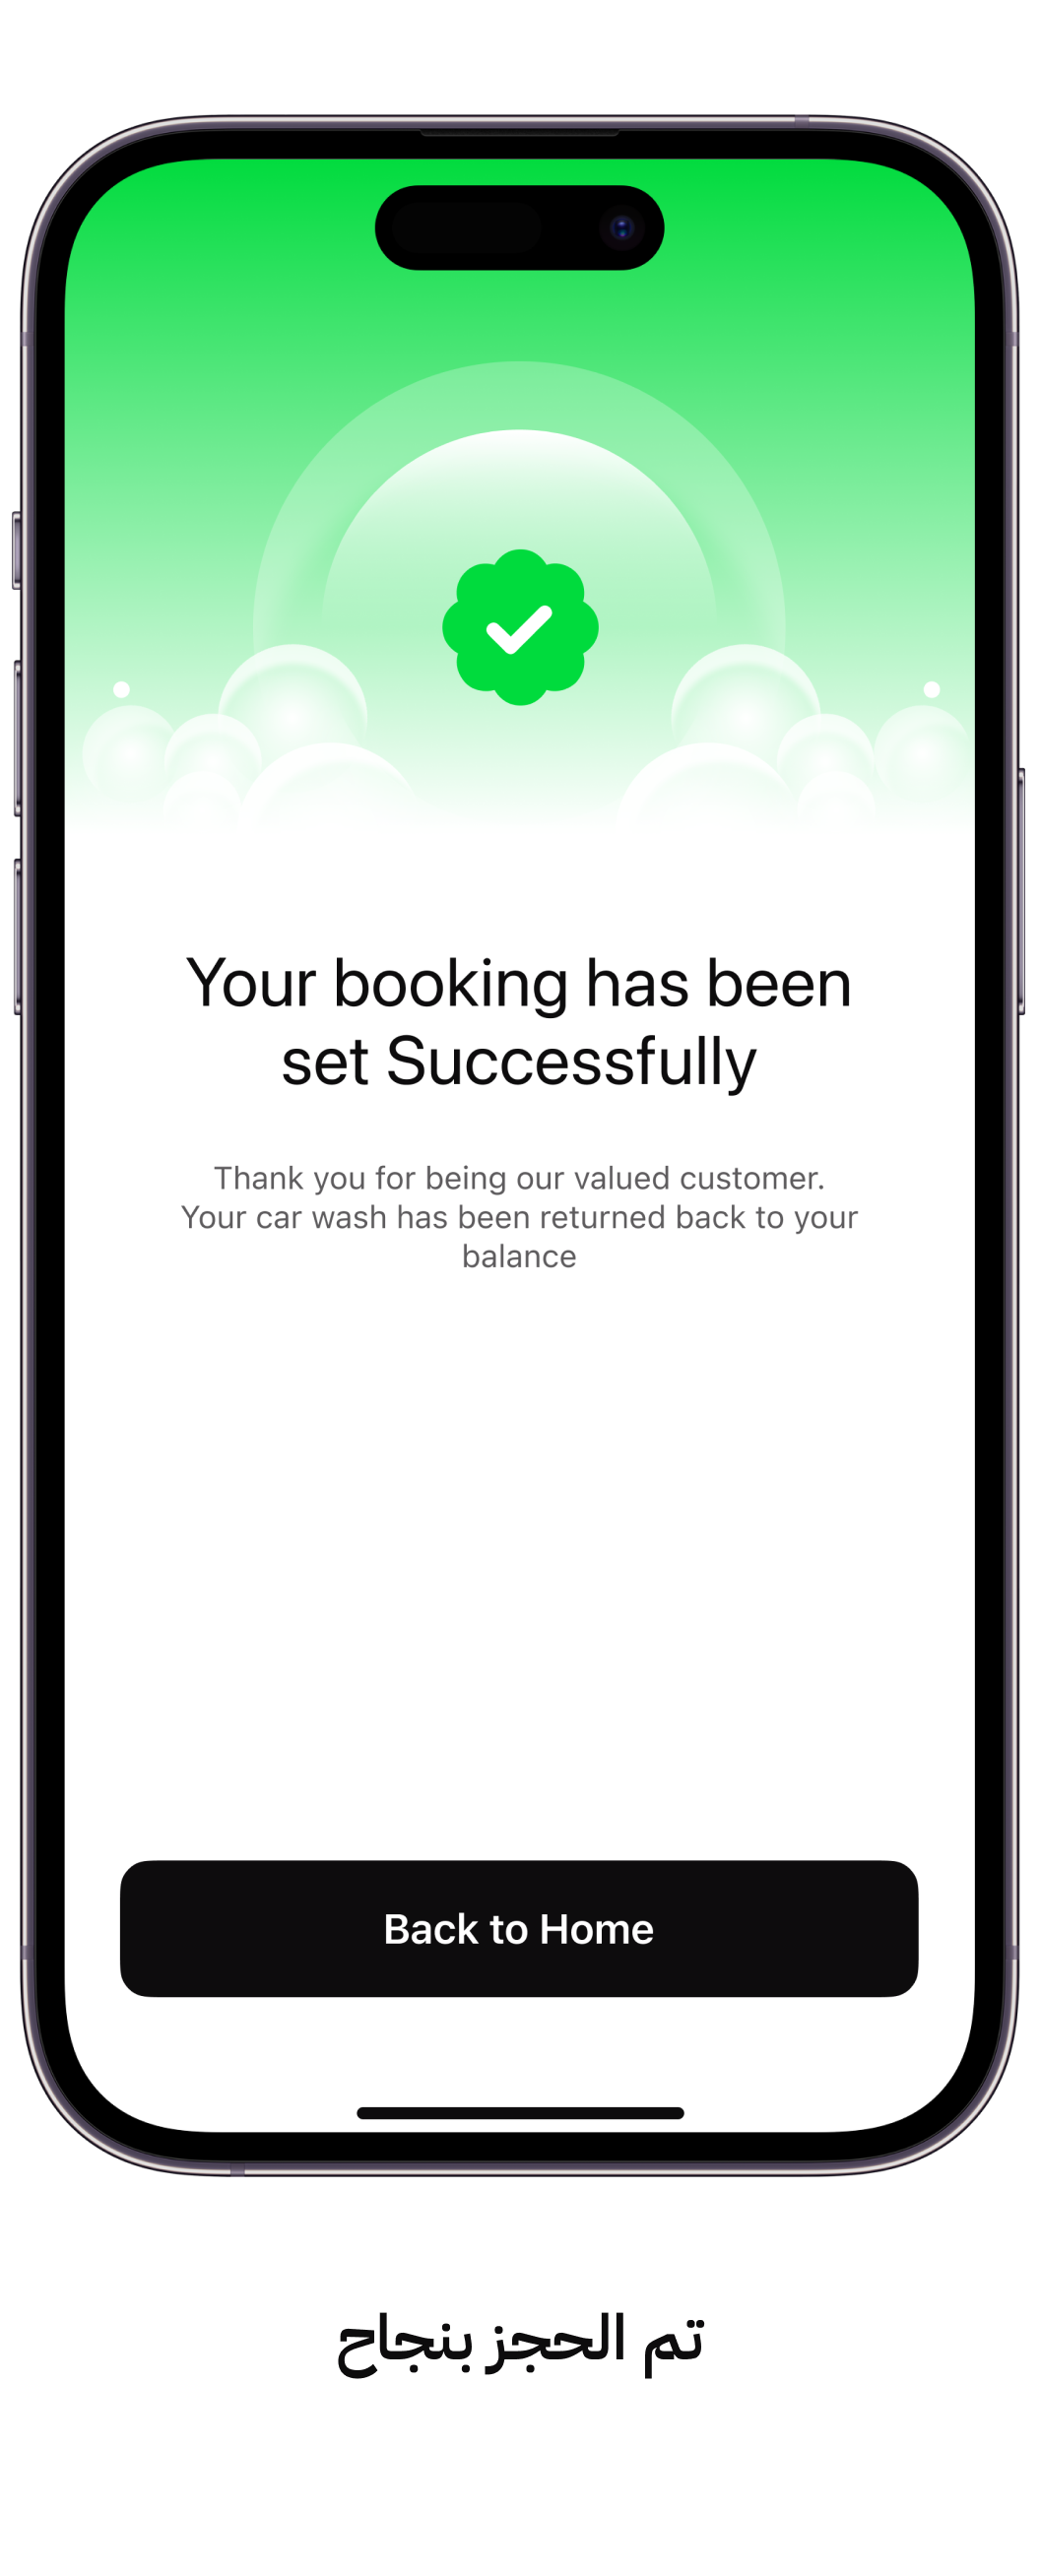 Your booking has been
set Successfully
Thank you for being our valued customer.
Your car wash has been returned back to your
balance
Back to Home
تم الحجز بنجاح